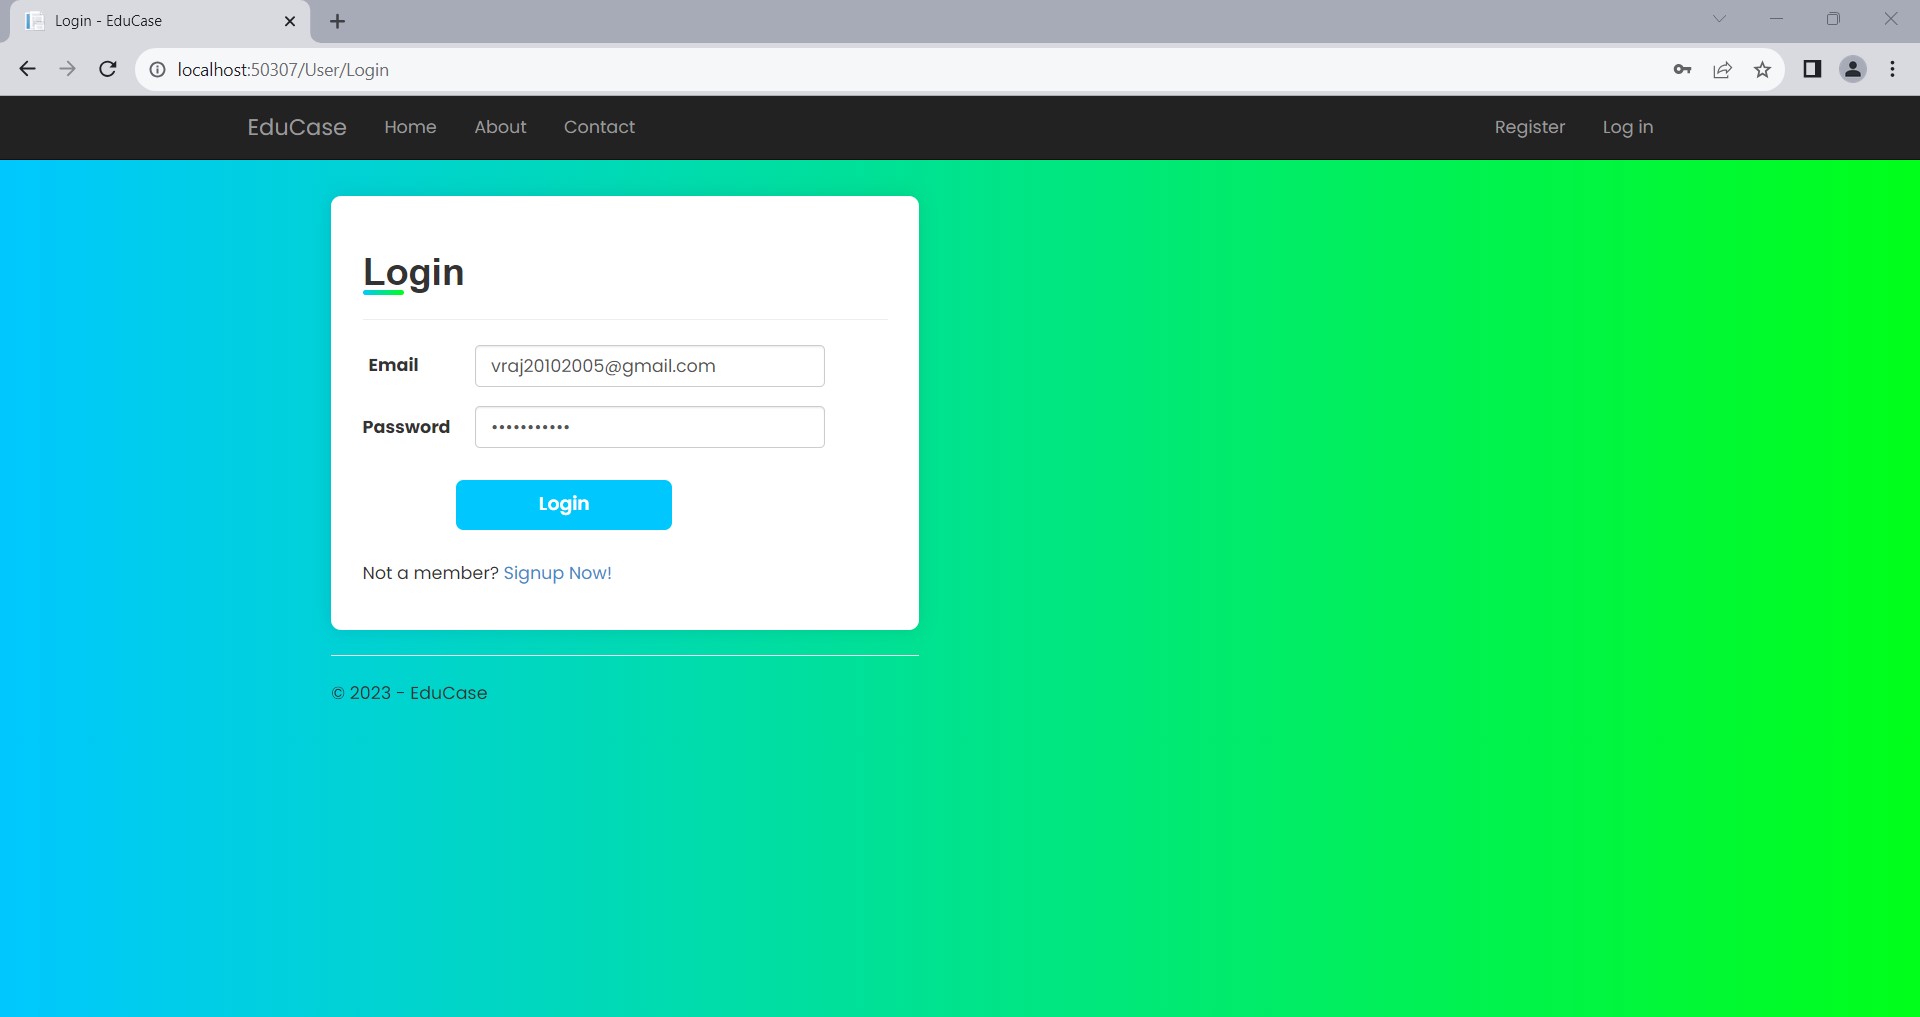 Login - EduCase
localhost:50307/User/Login
EduCase Home About Contact Register Log in
Login
Email vraj20102005@gmail.com
Password •••••••••••
Login
Not a member? Signup Now!
© 2023 - EduCase